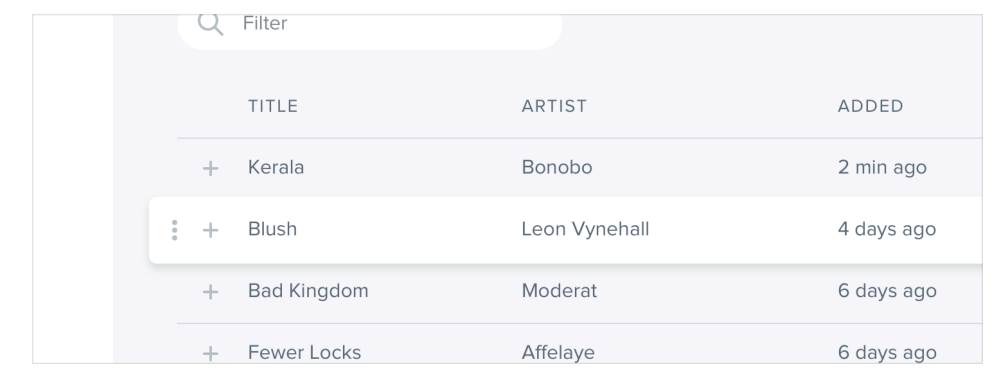 Filter
TITLE ARTIST ADDED
Kerala Bonobo 2 min ago
Blush Leon Vynehall 4 days ago
Bad Kingdom Moderat 6 days ago
Fewer Locks Affelaye 6 days ago